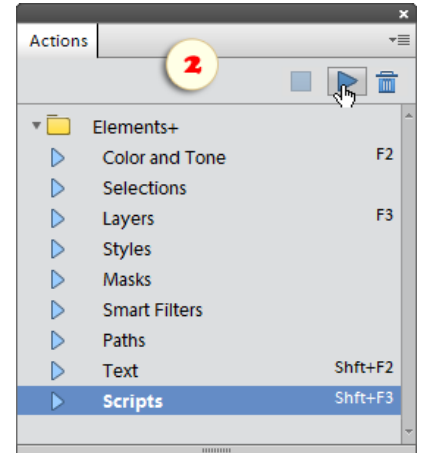 Actions
2
Elements+
Color and Tone F2
Selections
Layers F3
Styles
Masks
Smart Filters
Paths
Text Shft+F2
Scripts Shft+F3